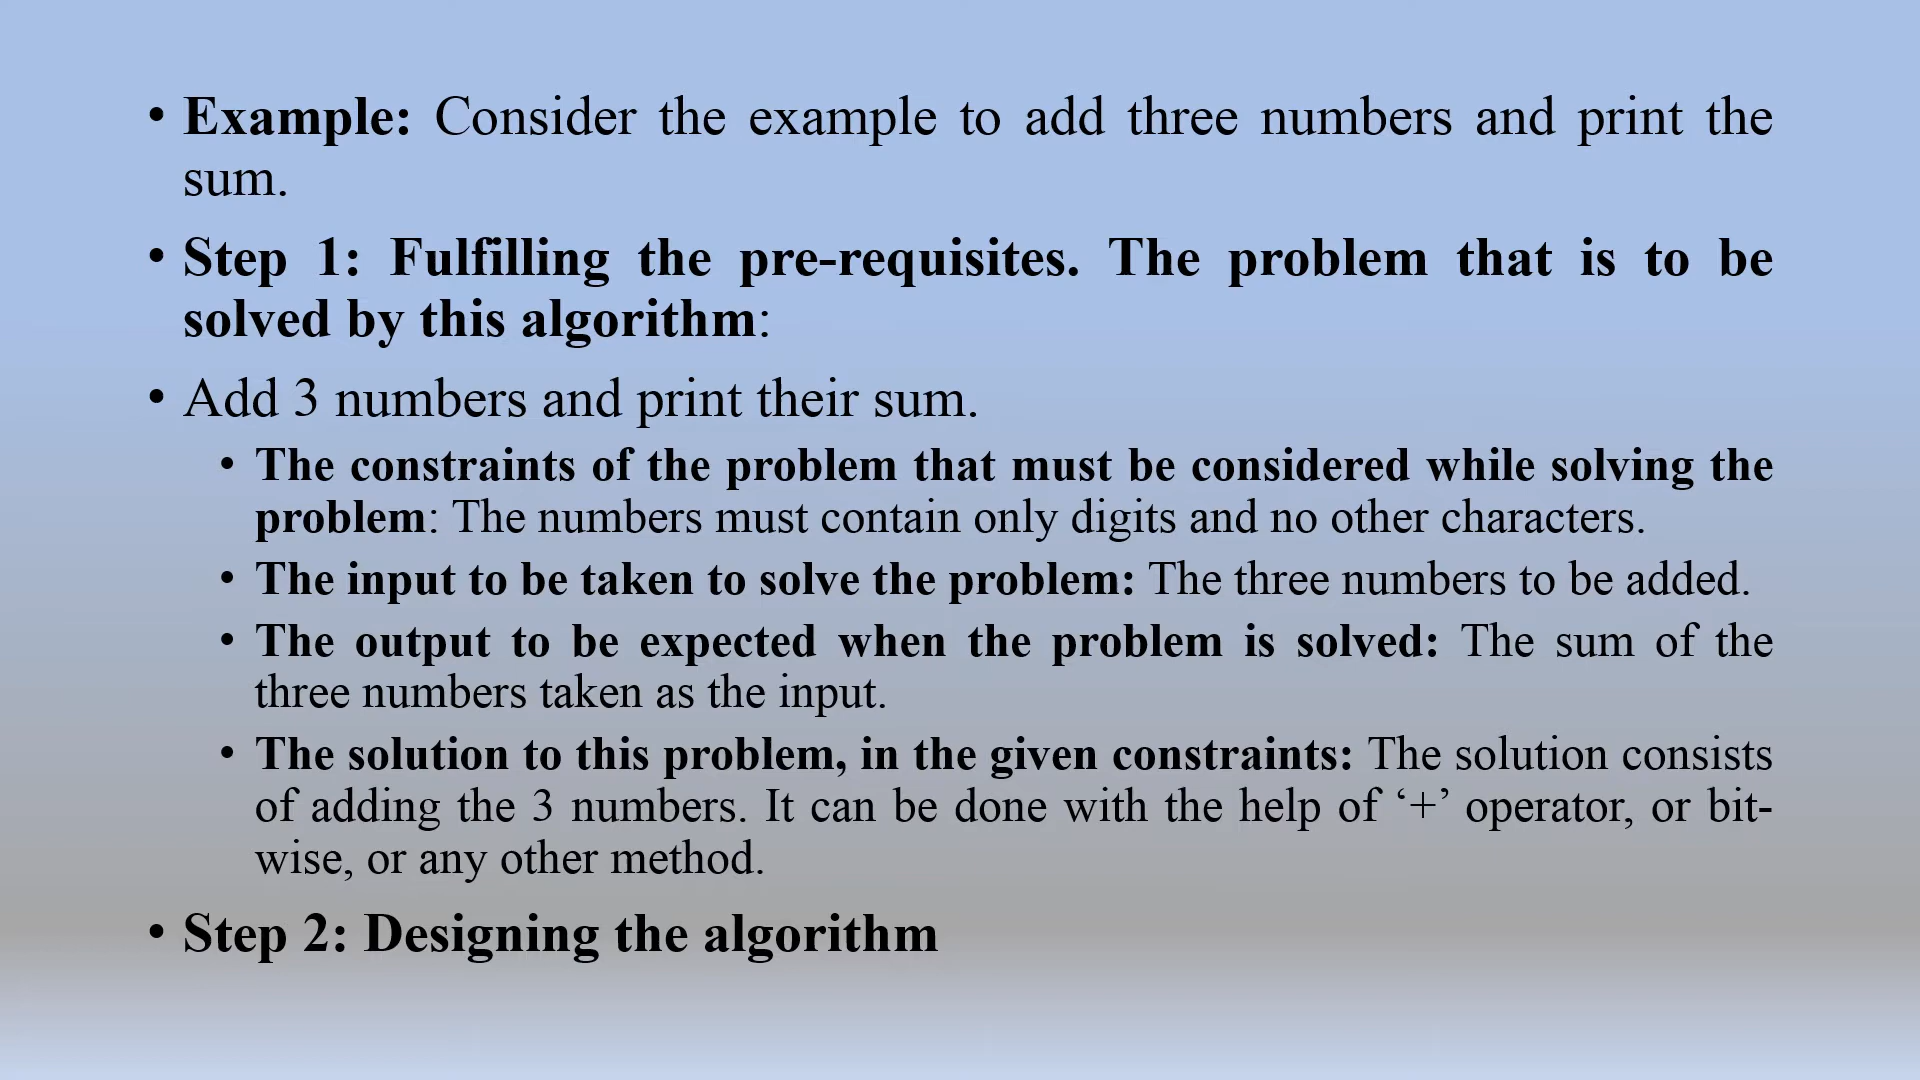 • Example: Consider the example to add three numbers and print the
sum.
• Step 1: Fulfilling the pre-requisites. The problem that is to be
solved by this algorithm:
• Add 3 numbers and print their sum.
• The constraints of the problem that must be considered while solving the
problem: The numbers must contain only digits and no other characters.
• The input to be taken to solve the problem: The three numbers to be added.
• The output to be expected when the problem is solved: The sum of the
three numbers taken as the input.
• The solution to this problem, in the given constraints: The solution consists
of adding the 3 numbers. It can be done with the help of ‘+’ operator, or bit-
wise, or any other method.
• Step 2: Designing the algorithm